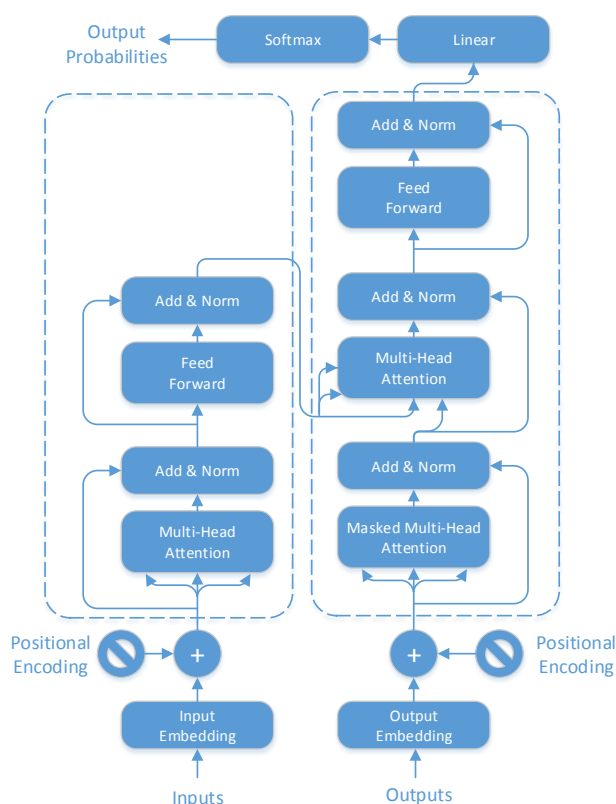 Output
Probabilities
Softmax
Linear
Add & Norm
Feed
Forward
Add & Norm
Multi-Head
Attention
Add & Norm
Masked Multi-Head
Attention
Add & Norm
Feed
Forward
Add & Norm
Multi-Head
Attention
Positional
Encoding
+
+
Positional
Encoding
Input
Embedding
Output
Embedding
Inputs
Outputs